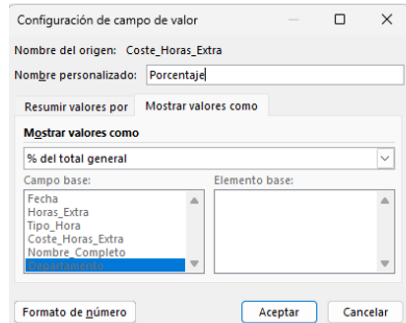 Configuración de campo de valor
Nombre del origen: Coste_Horas_Extra
Nombre personalizado: Porcentaje
Resumir valores por Mostrar valores como
Mostrar valores como
% del total general
Campo base: Elemento base:
Fecha
Horas_Extra
Tipo_Hora
Coste_Horas_Extra
Nombre_Completo
Departamento
Formato de número Aceptar Cancelar